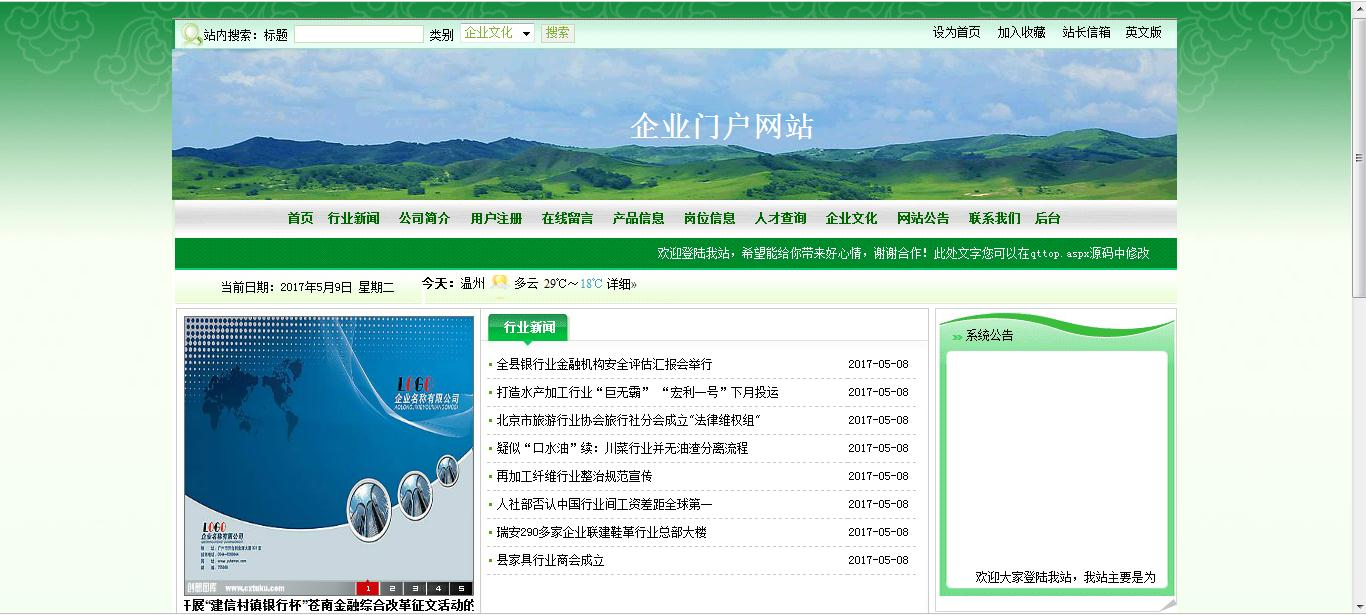 站内搜索：标题 类别 企业文化 搜索 设为首页 加入收藏 站长信箱 英文版
企业门户网站
首页 行业新闻 公司简介 用户注册 在线留言 产品信息 岗位信息 人才查询 企业文化 网站公告 联系我们 后台
欢迎登陆我站，希望能给你带来好心情，谢谢合作！此处文字您可以在qttop.aspx源码中修改
当前日期：2017年5月9日 星期二 今天：温州 多云 29℃～18℃ 详细»
LOGO
企业名称有限公司
LOGO
企业名称有限公司
创想图库 www.cxtuku.com
1 2 3 4 5
开展“建信村镇银行杯”苍南金融综合改革征文活动的
行业新闻
全县银行业金融机构安全评估汇报会举行 2017-05-08
打造水产加工行业“巨无霸” “宏利一号”下月投运 2017-05-08
北京市旅游行业协会旅行社分会成立“法律维权组” 2017-05-08
疑似“口水油”续：川菜行业并无油渣分离流程 2017-05-08
再加工纤维行业整治规范宣传 2017-05-08
人社部否认中国行业间工资差距全球第一 2017-05-08
瑞安290多家企业联建鞋革行业总部大楼 2017-05-08
县家具行业商会成立 2017-05-08
系统公告
欢迎大家登陆我站，我站主要是为